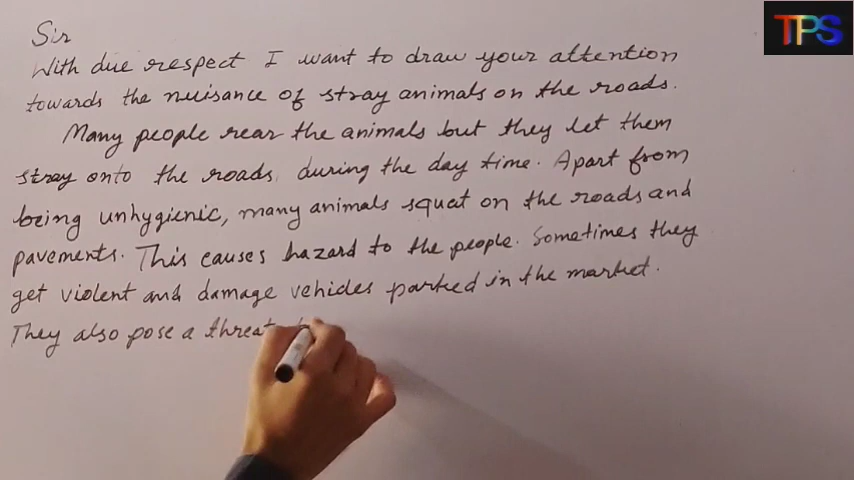 TPS
Sir
With due respect I want to draw your attention
towards the nuisance of stray animals on the roads.
Many people rear the animals but they let them
stray onto the roads, during the day time. Apart from
being unhygienic, many animals squat on the roads and
pavements. This causes hazard to the people. Sometimes they
get violent and damage vehicles parked in the market.
They also pose a threat